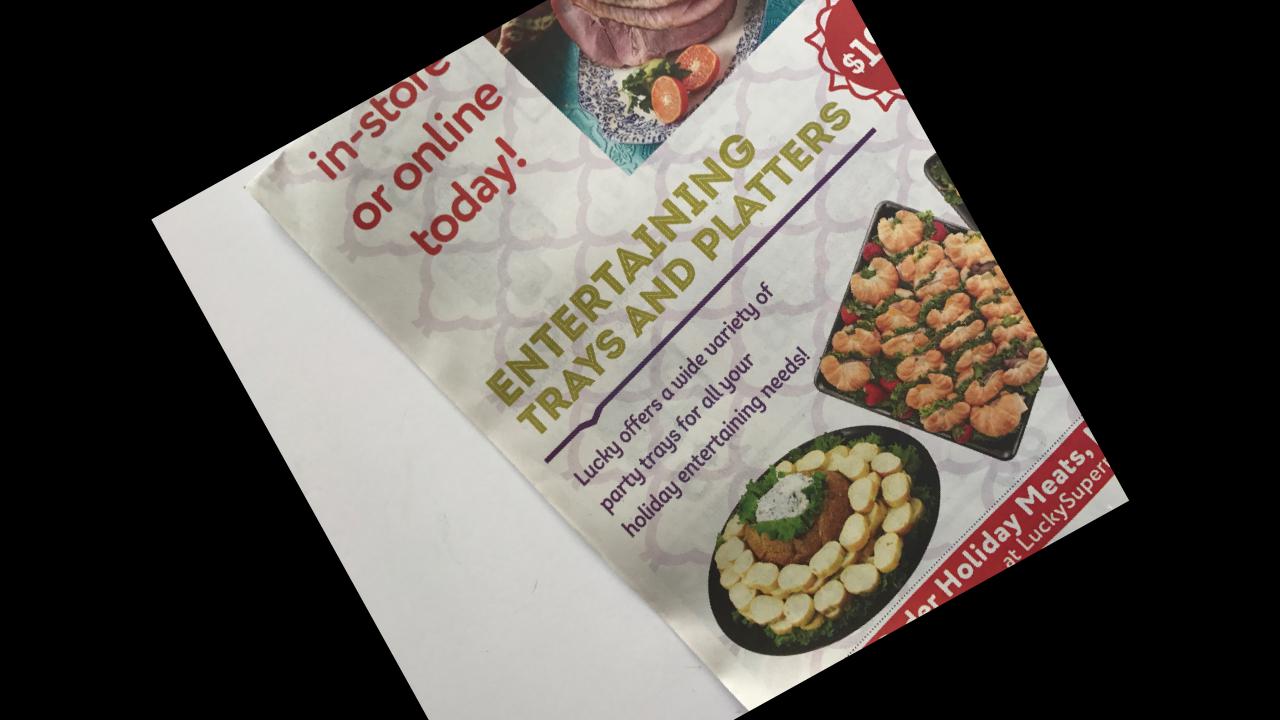 in-store
or online
today!
ENTERTAINING
TRAYS AND PLATTERS
Lucky offers a wide variety of
party trays for all your
holiday entertaining needs!
Holiday Meats,
at